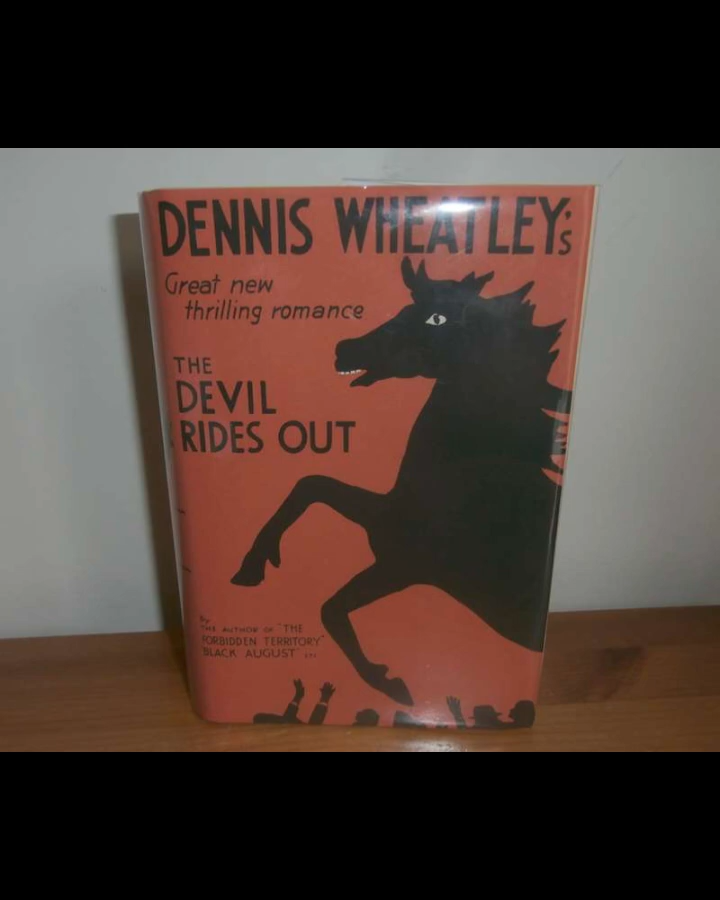 DENNIS WHEATLEY's
Great new
thrilling romance
THE
DEVIL
RIDES OUT
By
THE AUTHOR OF "THE
FORBIDDEN TERRITORY"
"BLACK AUGUST" etc.